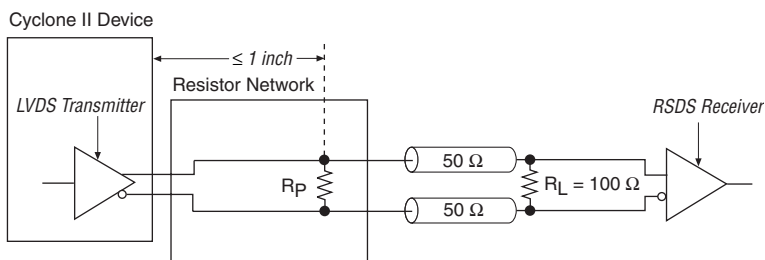 Cyclone II Device
≤ 1 inch
Resistor Network
LVDS Transmitter
RSDS Receiver
50 Ω
RP
RL = 100 Ω
50 Ω